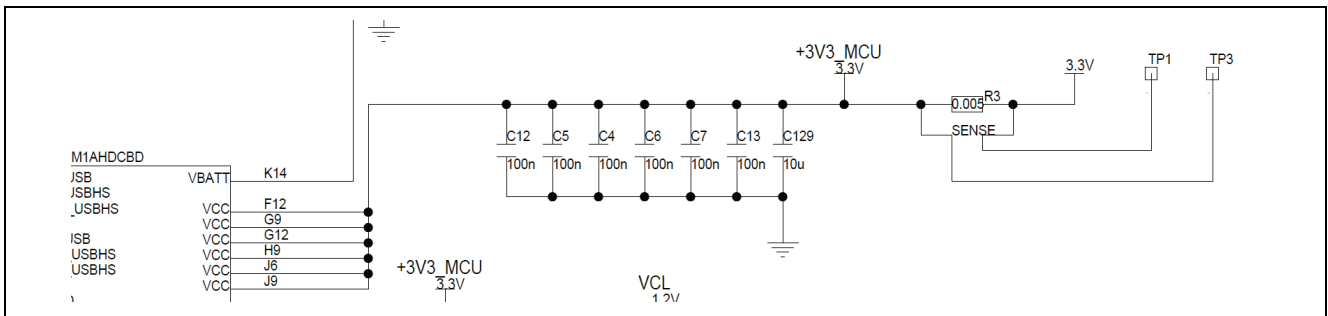 +3V3_MCU
3.3V
3.3V
TP1
TP3
0.005
R3
SENSE
C12
C5
C4
C6
C7
C13
C129
100n
100n
100n
100n
100n
100n
10u
M1AHDCBD
JSB
JSBHS
_USBHS
VBATT
K14
VCC
F12
VCC
G9
VCC
G12
VCC
H9
VCC
J6
VCC
J9
ISB
USBHS
USBHS
+3V3_MCU
3.3V
VCL
1.2V